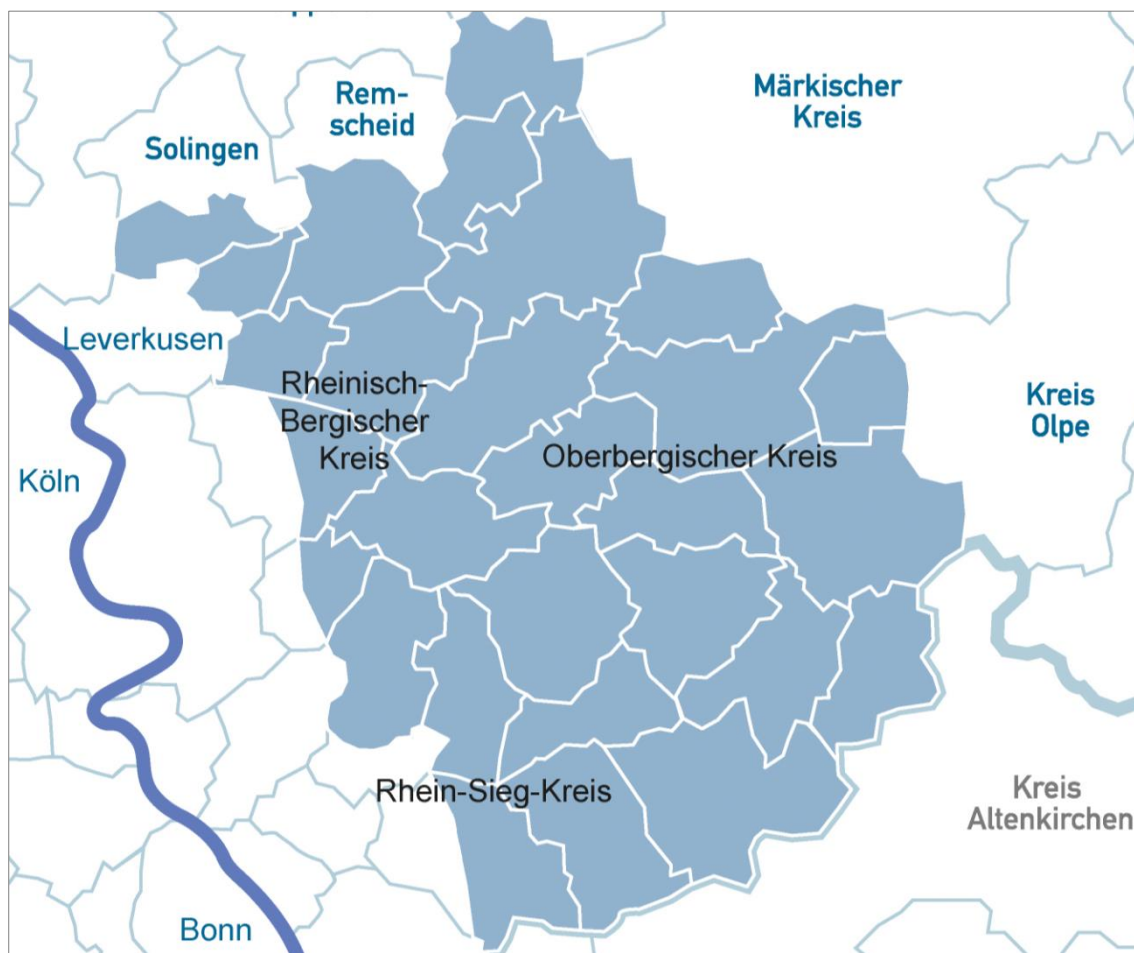 Rem-
scheid
Märkischer
Kreis
Solingen
Leverkusen
Rheinisch-
Bergischer
Kreis
Kreis
Olpe
Oberbergischer Kreis
Köln
Rhein-Sieg-Kreis
Kreis
Altenkirchen
Bonn